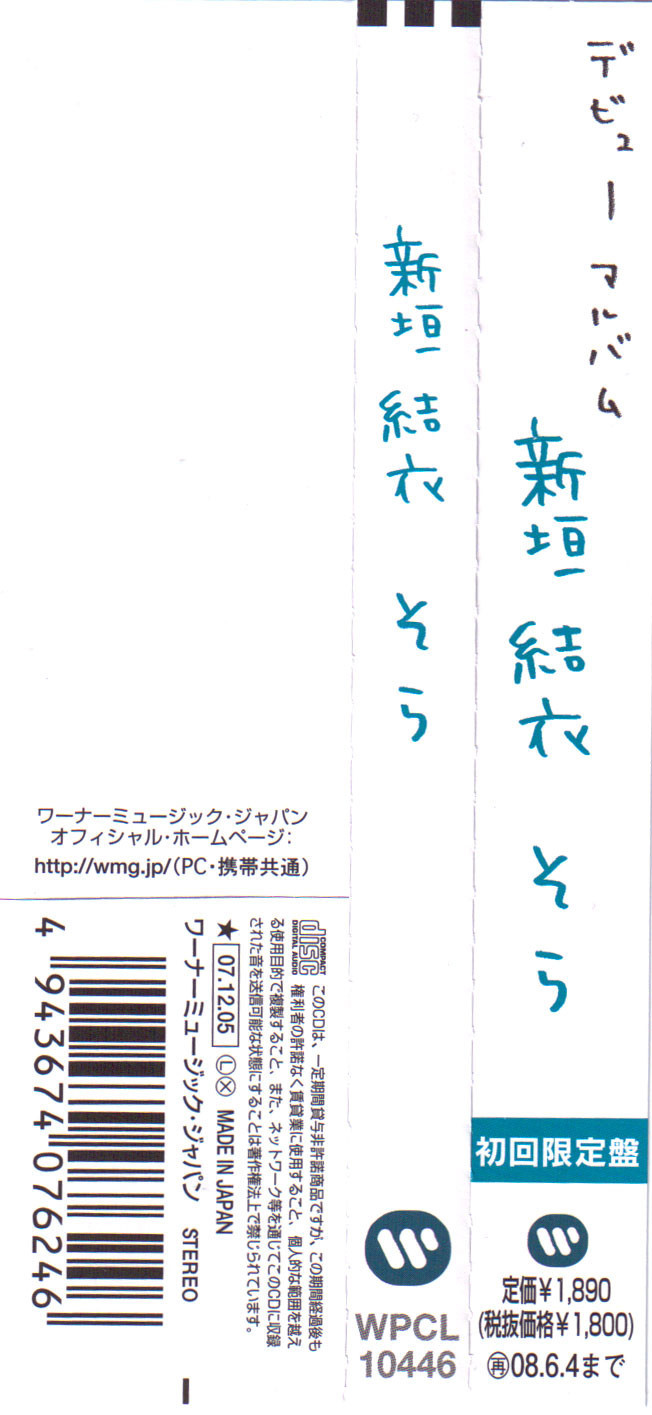 デビューアルバム
新垣結衣 そら
初回限定盤
定価¥1,890
(税抜価格¥1,800)
再08.6.4まで
新垣結衣 そら
WPCL
10446
ワーナーミュージック・ジャパン
オフィシャル・ホームページ:
http://wmg.jp/(PC・携帯共通)
COMPACT
disc
DIGITAL AUDIO
このCDは、一定期間貸与非許諾商品ですが、この期間経過後も
権利者の許諾なく賃貸業に使用すること、個人的な範囲を越え
る使用目的で複製すること、また、ネットワーク等を通じてこのCDに収録
された音を送信可能な状態にすることは著作権法上で禁じられています。
★ 07.12.05 Ⓛ Ⓧ MADE IN JAPAN
ワーナーミュージック・ジャパン STEREO
4 943674 076246